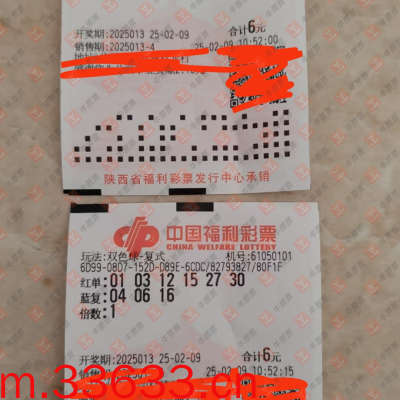 开奖期:2025013 25-02-09 合计6元
销售期:2025013-4 25-02-09 10:52:00
陕西省福利彩票发行中心承销
中国福利彩票
CHINA WELFARE LOTTERY
玩法:双色球-复式 机号:61050101
6D99-08D7-152D-D89E-6CDC/82793827/80F1F
红单:01 03 12 15 27 30
蓝复:04 06 16
倍数:1
开奖期:2025013 25-02-09 合计6元
25-02-09 10:52:15
m.33633.cn